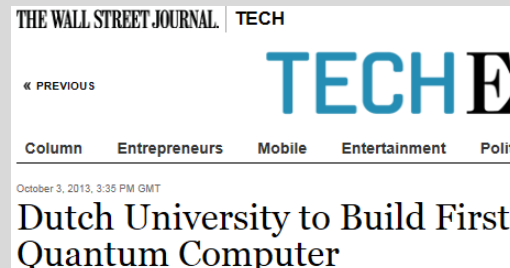 THE WALL STREET JOURNAL. TECH
« PREVIOUS
TECH E
Column Entrepreneurs Mobile Entertainment Poli
October 3, 2013, 3:35 PM GMT
Dutch University to Build First
Quantum Computer